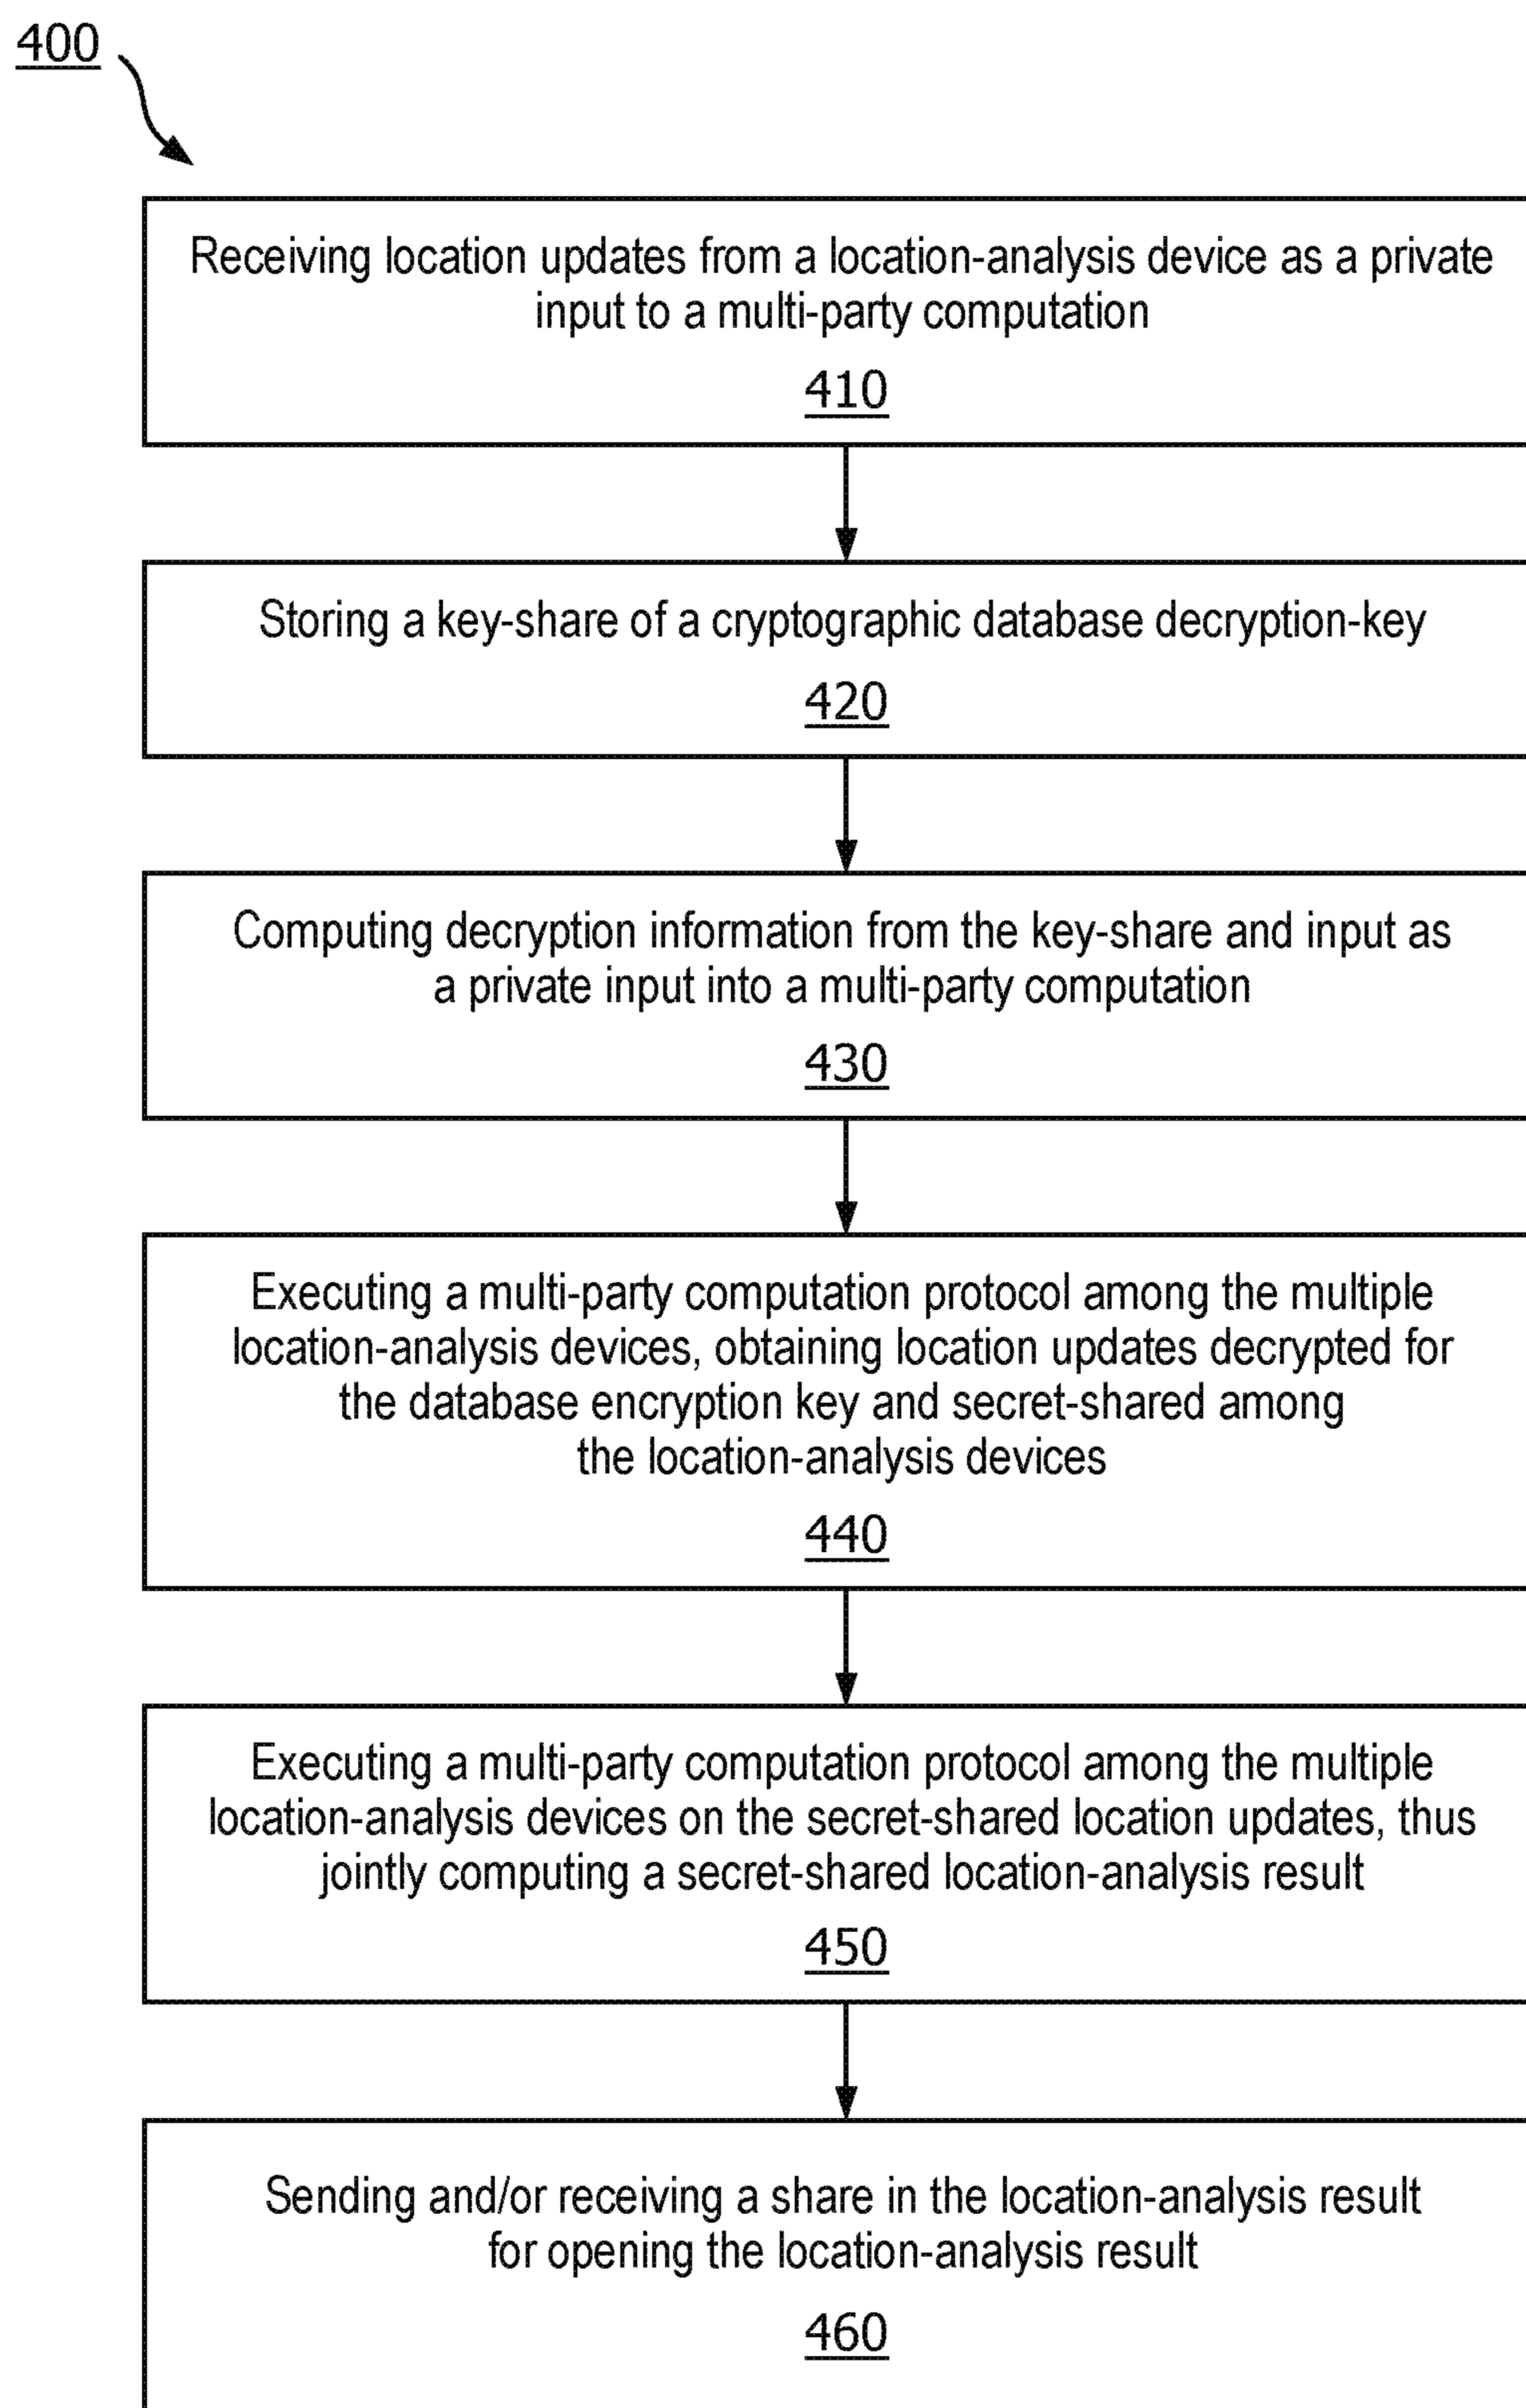 400
Receiving location updates from a location-analysis device as a private
input to a multi-party computation
410
Storing a key-share of a cryptographic database decryption-key
420
Computing decryption information from the key-share and input as
a private input into a multi-party computation
430
Executing a multi-party computation protocol among the multiple
location-analysis devices, obtaining location updates decrypted for
the database encryption key and secret-shared among
the location-analysis devices
440
Executing a multi-party computation protocol among the multiple
location-analysis devices on the secret-shared location updates, thus
jointly computing a secret-shared location-analysis result
450
Sending and/or receiving a share in the location-analysis result
for opening the location-analysis result
460